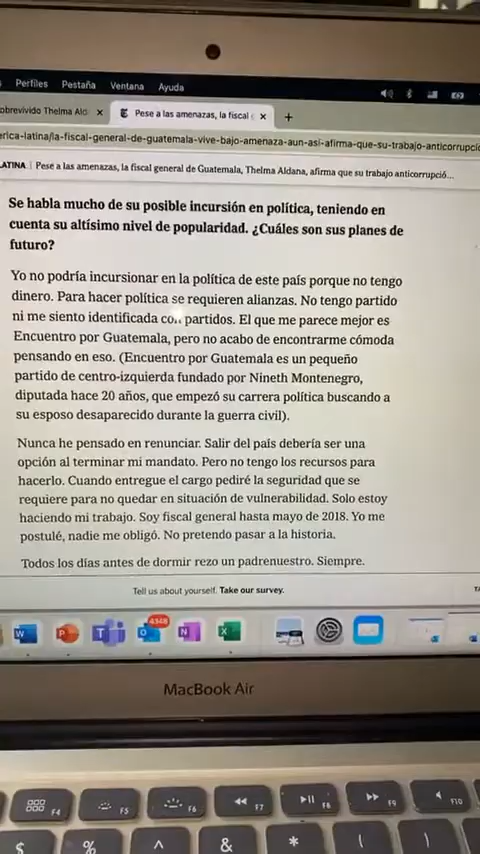 Perfiles Pestaña Ventana Ayuda
obrevivido Thelma Ald
Pese a las amenazas, la fiscal
erica-latina/la-fiscal-general-de-guatemala-vive-bajo-amenaza-aun-asi-afirma-que-su-trabajo-anticorrupci
LATINA | Pese a las amenazas, la fiscal general de Guatemala, Thelma Aldana, afirma que su trabajo anticorrupció...
Se habla mucho de su posible incursión en política, teniendo en
cuenta su altísimo nivel de popularidad. ¿Cuáles son sus planes de
futuro?
Yo no podría incursionar en la política de este país porque no tengo
dinero. Para hacer política se requieren alianzas. No tengo partido
ni me siento identificada con partidos. El que me parece mejor es
Encuentro por Guatemala, pero no acabo de encontrarme cómoda
pensando en eso. (Encuentro por Guatemala es un pequeño
partido de centro-izquierda fundado por Nineth Montenegro,
diputada hace 20 años, que empezó su carrera política buscando a
su esposo desaparecido durante la guerra civil).
Nunca he pensado en renunciar. Salir del país debería ser una
opción al terminar mi mandato. Pero no tengo los recursos para
hacerlo. Cuando entregue el cargo pediré la seguridad que se
requiere para no quedar en situación de vulnerabilidad. Solo estoy
haciendo mi trabajo. Soy fiscal general hasta mayo de 2018. Yo me
postulé, nadie me obligó. No pretendo pasar a la historia.
Todos los días antes de dormir rezo un padrenuestro. Siempre.
Tell us about yourself. Take our survey.
W P T O 4348 N X
MacBook Air
F4 F5 F6 F7 F8 F9 F10
$ % ^ & * ( )